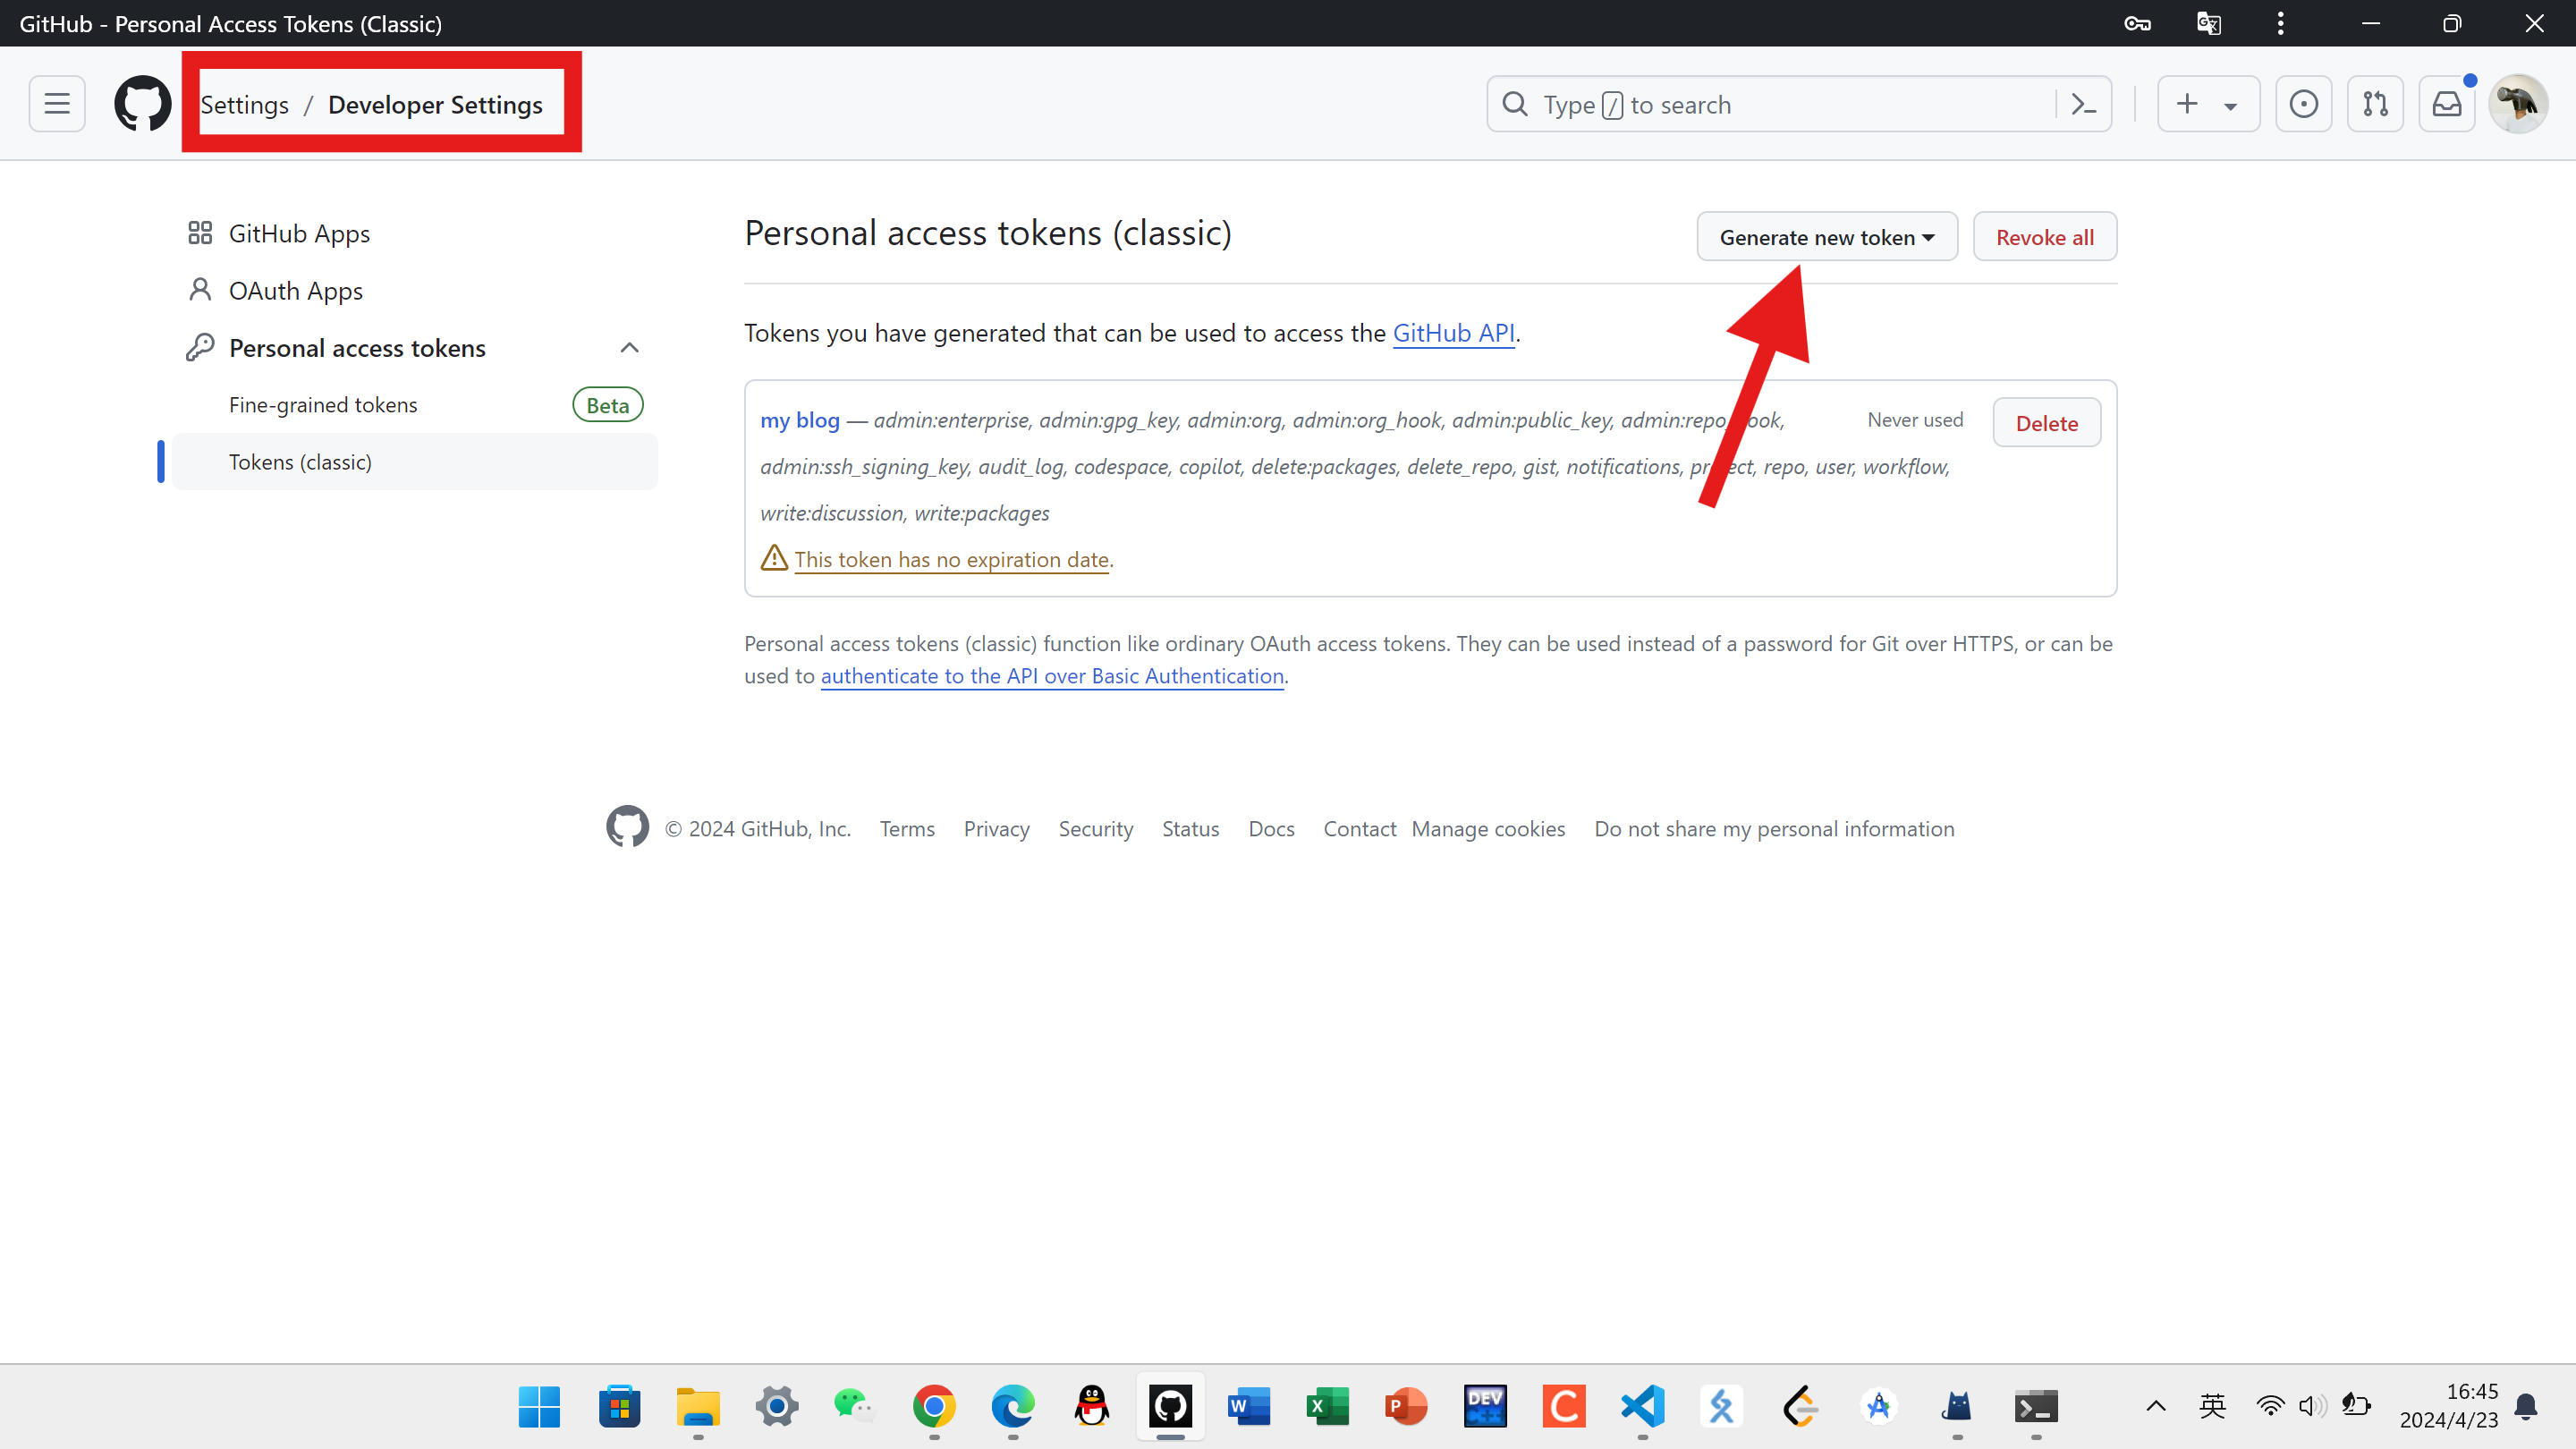 GitHub - Personal Access Tokens (Classic)
Settings / Developer Settings
Type / to search
GitHub Apps
OAuth Apps
Personal access tokens
Fine-grained tokens Beta
Tokens (classic)
Personal access tokens (classic)
Generate new token
Revoke all
Tokens you have generated that can be used to access the GitHub API.
my blog — admin:enterprise, admin:gpg_key, admin:org, admin:org_hook, admin:public_key, admin:repo_hook,
Never used
Delete
admin:ssh_signing_key, audit_log, codespace, copilot, delete:packages, delete_repo, gist, notifications, project, repo, user, workflow,
write:discussion, write:packages
This token has no expiration date.
Personal access tokens (classic) function like ordinary OAuth access tokens. They can be used instead of a password for Git over HTTPS, or can be
used to authenticate to the API over Basic Authentication.
© 2024 GitHub, Inc. Terms Privacy Security Status Docs Contact Manage cookies Do not share my personal information
W
X
P
DEV
C++
C
英
16:45
2024/4/23